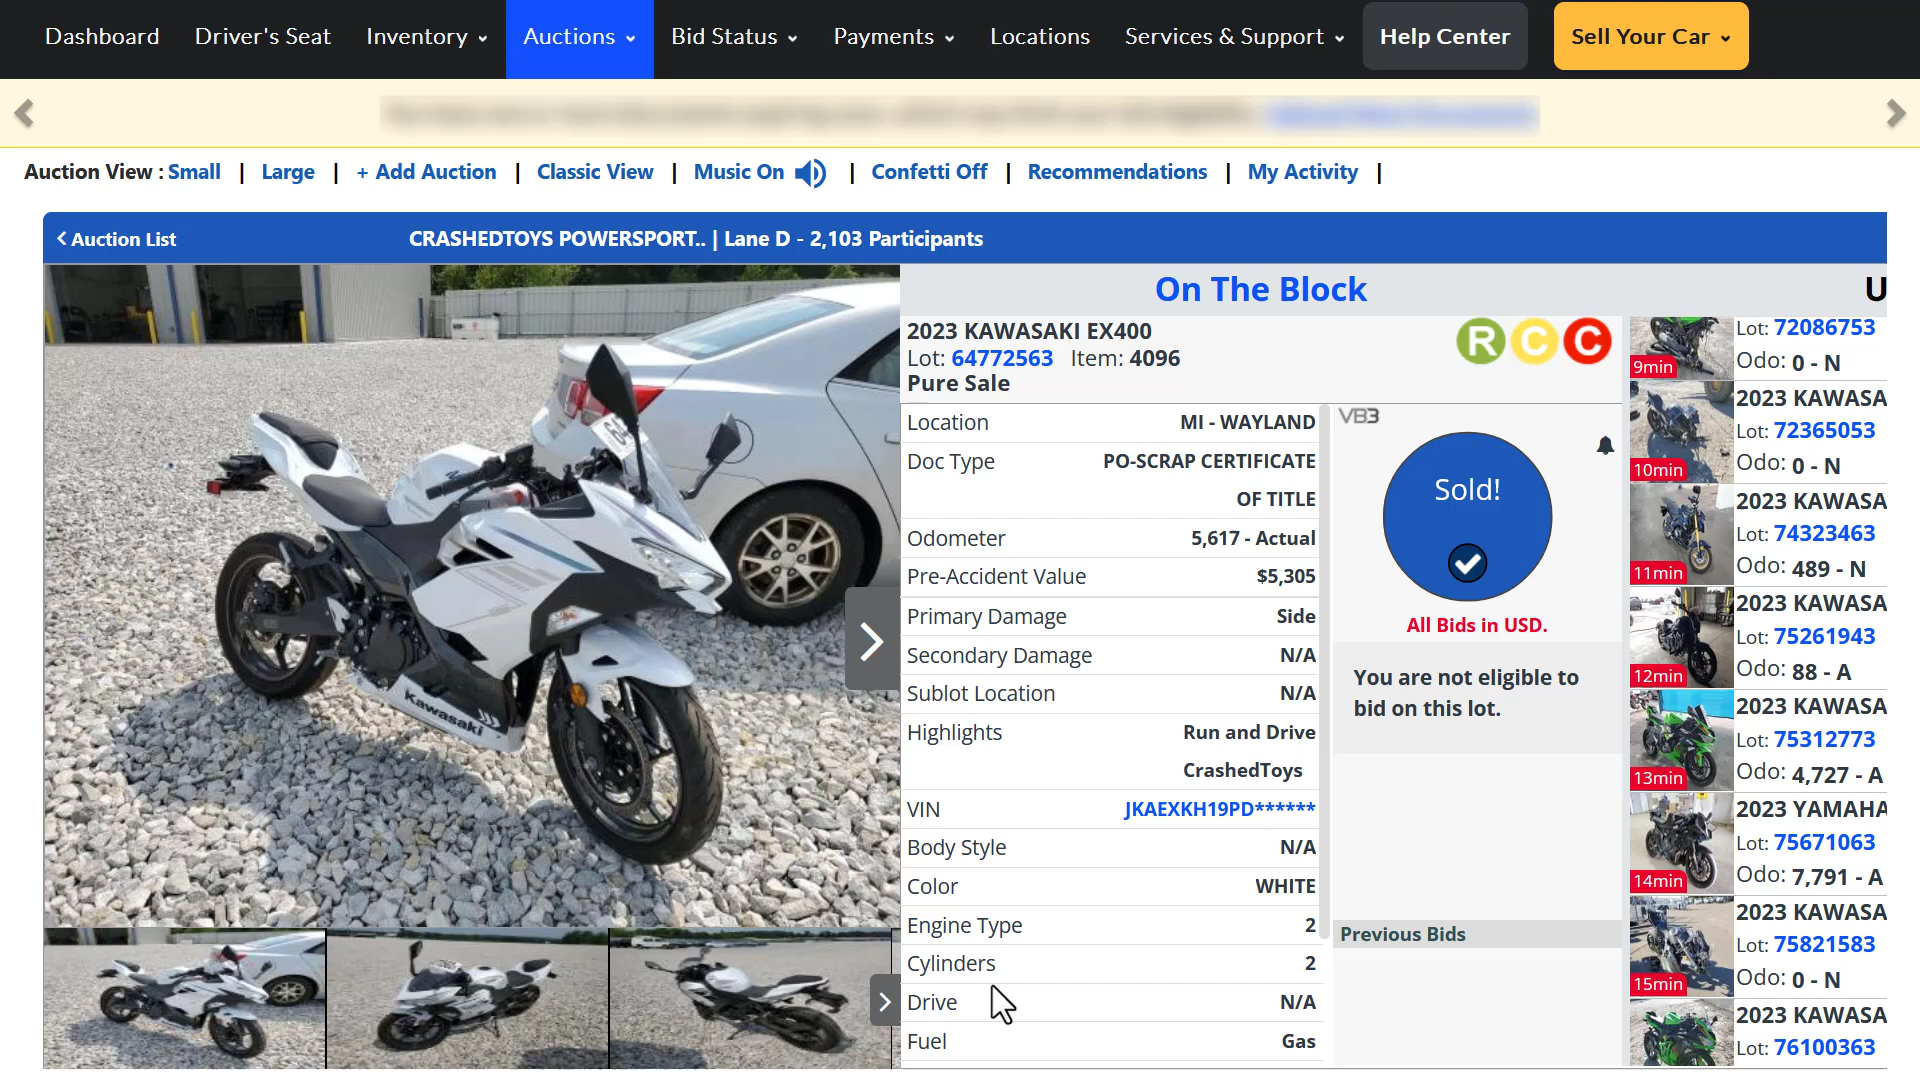 Dashboard Driver's Seat Inventory Auctions Bid Status Payments Locations Services & Support Help Center Sell Your Car
Auction View : Small | Large | + Add Auction | Classic View | Music On | Confetti Off | Recommendations | My Activity |
Auction List
CRASHEDTOYS POWERSPORT.. | Lane D - 2,103 Participants
On The Block
U
2023 KAWASAKI EX400
Lot: 64772563 Item: 4096
Pure Sale
R C C
Location MI - WAYLAND
Doc Type PO-SCRAP CERTIFICATE
OF TITLE
Odometer 5,617 - Actual
Pre-Accident Value $5,305
Primary Damage Side
Secondary Damage N/A
Sublot Location N/A
Highlights Run and Drive
CrashedToys
VIN JKAEXKH19PD******
Body Style N/A
Color WHITE
Engine Type 2
Cylinders 2
Drive N/A
Fuel Gas
VB3
Sold!
All Bids in USD.
You are not eligible to
bid on this lot.
Previous Bids
Lot: 72086753
9min
Odo: 0 - N
2023 KAWASA
Lot: 72365053
10min
Odo: 0 - N
2023 KAWASA
Lot: 74323463
11min
Odo: 489 - N
2023 KAWASA
Lot: 75261943
12min
Odo: 88 - A
2023 KAWASA
Lot: 75312773
13min
Odo: 4,727 - A
2023 YAMAHA
Lot: 75671063
14min
Odo: 7,791 - A
2023 KAWASA
Lot: 75821583
15min
Odo: 0 - N
2023 KAWASA
Lot: 76100363
Kawasaki